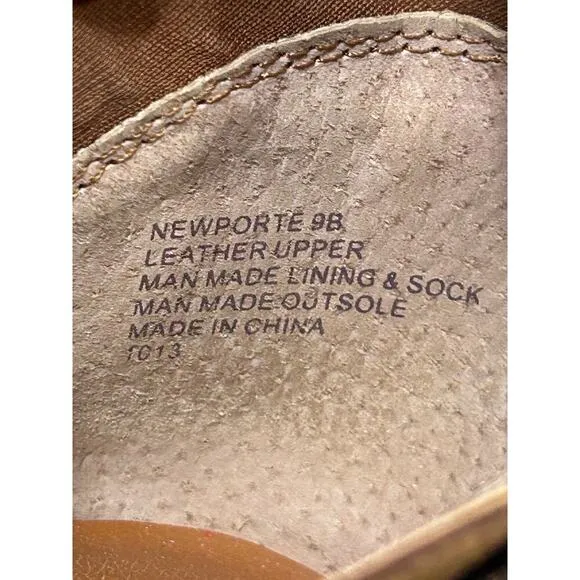 NEWPORTE 9B
LEATHER UPPER
MAN MADE LINING & SOCK
MAN MADE OUTSOLE
MADE IN CHINA
1013